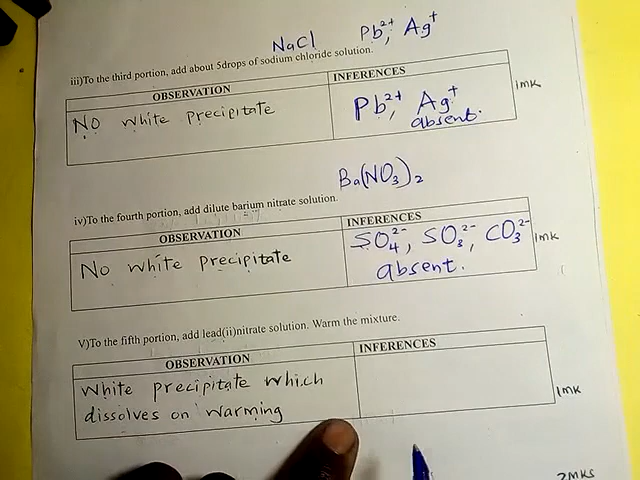 NaCl Pb²⁺, Ag⁺
iii)To the third portion, add about 5drops of sodium chloride solution.
OBSERVATION INFERENCES
No white precipitate Pb²⁺, Ag⁺
absent.
1MK
Ba(NO₃)₂
iv)To the fourth portion, add dilute barium nitrate solution.
OBSERVATION INFERENCES
No white precipitate SO₄²⁻, SO₃²⁻, CO₃²⁻
absent.
1MK
V)To the fifth portion, add lead(ii)nitrate solution. Warm the mixture.
OBSERVATION INFERENCES
White precipitate which
dissolves on warming
1MK
2MKS